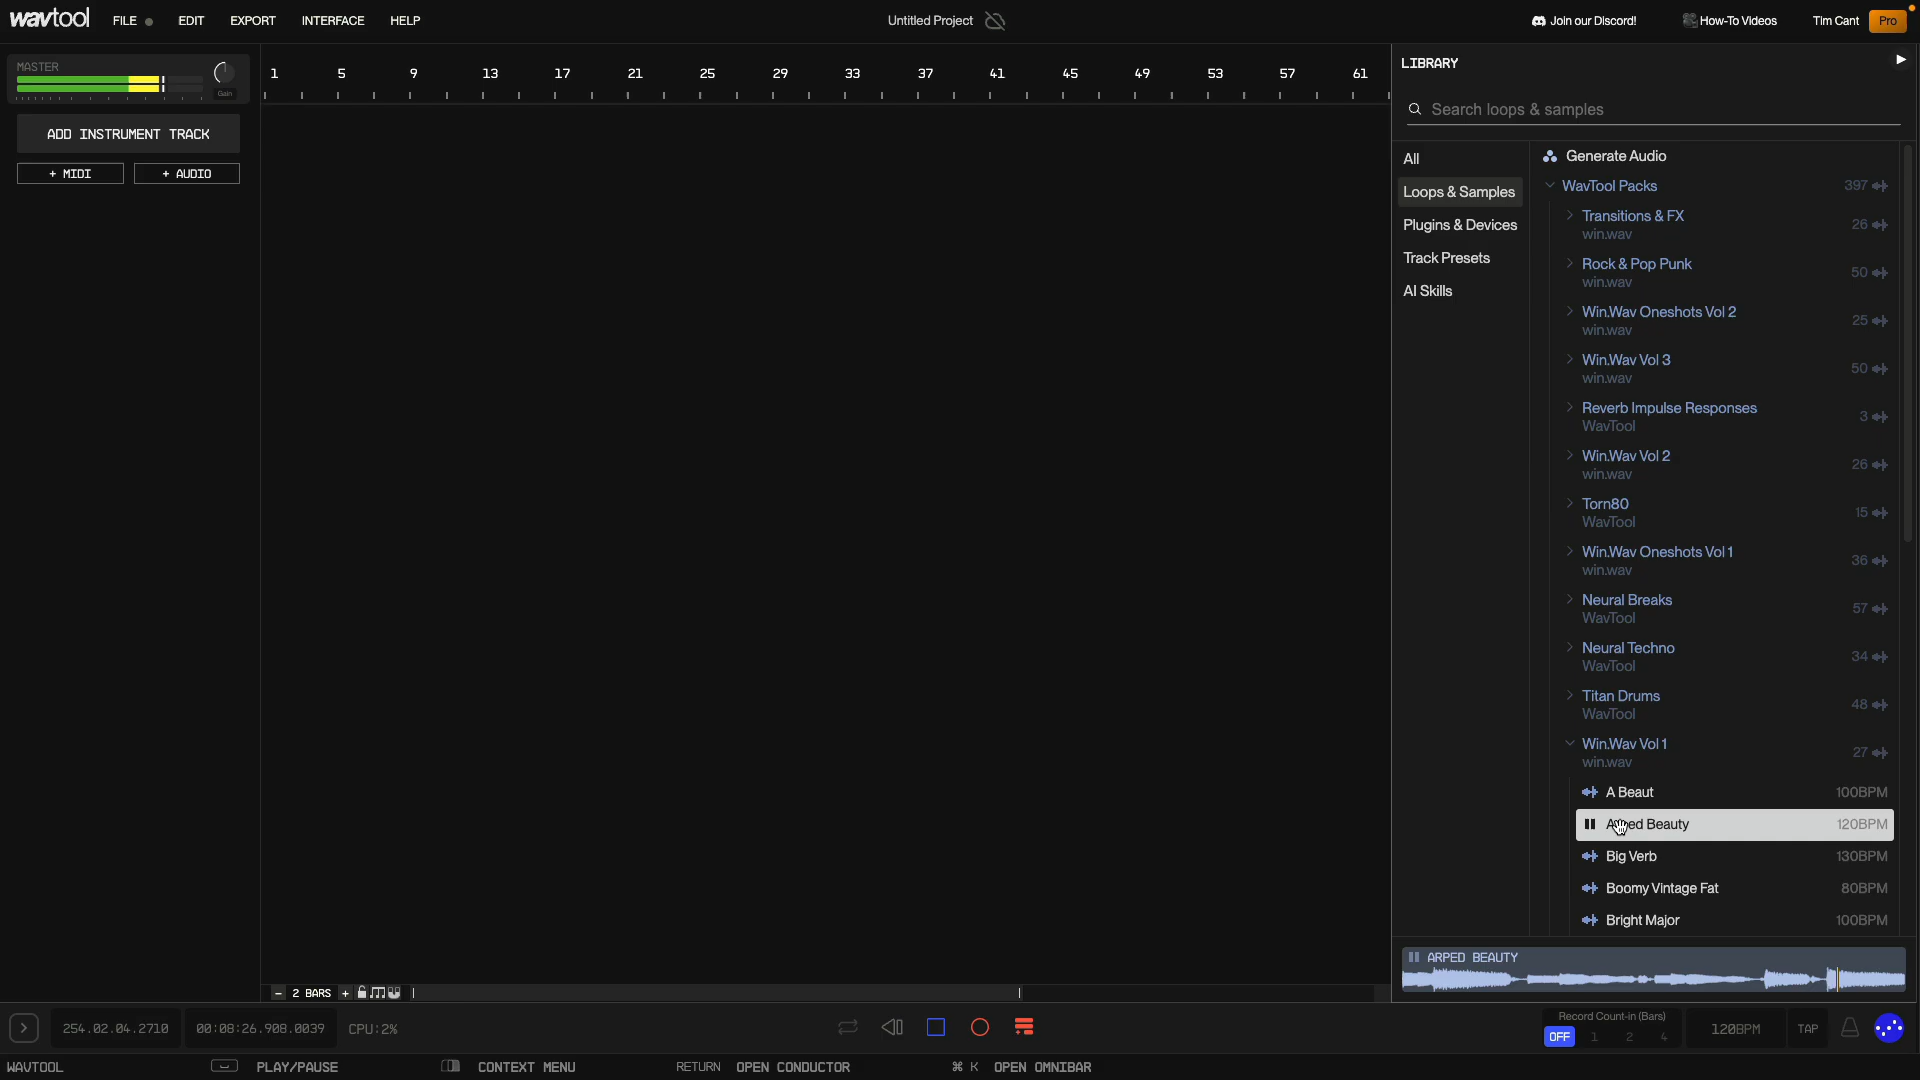 wavtool FILE EDIT EXPORT INTERFACE HELP Untitled Project Join our Discord! How-To Videos Tim Cant Pro
MASTER
Gain
ADD INSTRUMENT TRACK
+ MIDI + AUDIO
1 5 9 13 17 21 25 29 33 37 41 45 49 53 57 61
LIBRARY
Search loops & samples
All
Loops & Samples
Plugins & Devices
Track Presets
AI Skills
Generate Audio
WavTool Packs 397
Transitions & FX 26
win.wav
Rock & Pop Punk 50
win.wav
Win.Wav Oneshots Vol 2 25
win.wav
Win.Wav Vol 3 50
win.wav
Reverb Impulse Responses 3
WavTool
Win.Wav Vol 2 26
win.wav
Torn80 15
WavTool
Win.Wav Oneshots Vol 1 36
win.wav
Neural Breaks 57
WavTool
Neural Techno 34
WavTool
Titan Drums 48
WavTool
Win.Wav Vol 1 27
win.wav
A Beaut 100BPM
Arped Beauty 120BPM
Big Verb 130BPM
Boomy Vintage Fat 80BPM
Bright Major 100BPM
ARPED BEAUTY
- 2 BARS +
254.02.04.2710 00:08:26.908.0039 CPU:2%
Record Count-in (Bars)
OFF 1 2 4
120BPM TAP
WAVTOOL PLAY/PAUSE CONTEXT MENU RETURN OPEN CONDUCTOR ⌘ K OPEN OMNIBAR